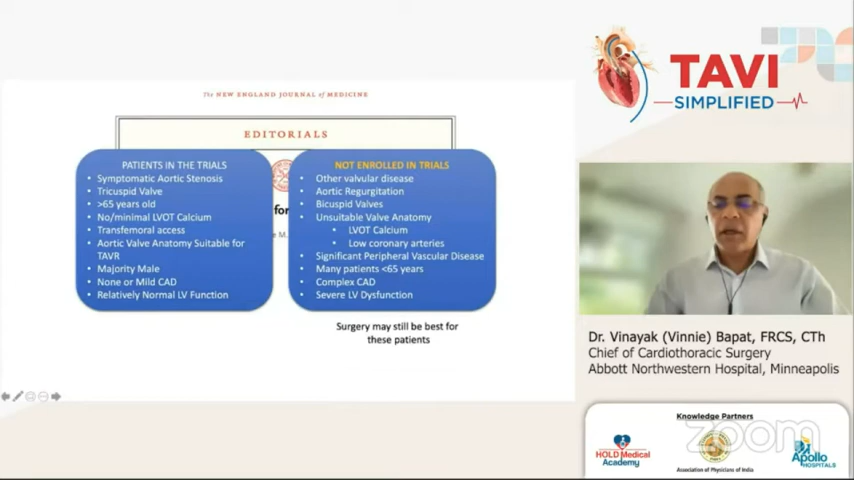 The NEW ENGLAND JOURNAL of MEDICINE
EDITORIALS
PATIENTS IN THE TRIALS
• Symptomatic Aortic Stenosis
• Tricuspid Valve
• >65 years old
• No/minimal LVOT Calcium
• Transfemoral access
• Aortic Valve Anatomy Suitable for
TAVR
• Majority Male
• None or Mild CAD
• Relatively Normal LV Function
for
e M.
NOT ENROLLED IN TRIALS
• Other valvular disease
• Aortic Regurgitation
• Bicuspid Valves
• Unsuitable Valve Anatomy
• LVOT Calcium
• Low coronary arteries
• Significant Peripheral Vascular Disease
• Many patients <65 years
• Complex CAD
• Severe LV Dysfunction
Surgery may still be best for
these patients
TAVI
SIMPLIFIED
Dr. Vinayak (Vinnie) Bapat, FRCS, CTh
Chief of Cardiothoracic Surgery
Abbott Northwestern Hospital, Minneapolis
Knowledge Partners
zoom
HOLD Medical
Academy
Association of Physicians of India
Apollo
HOSPITALS